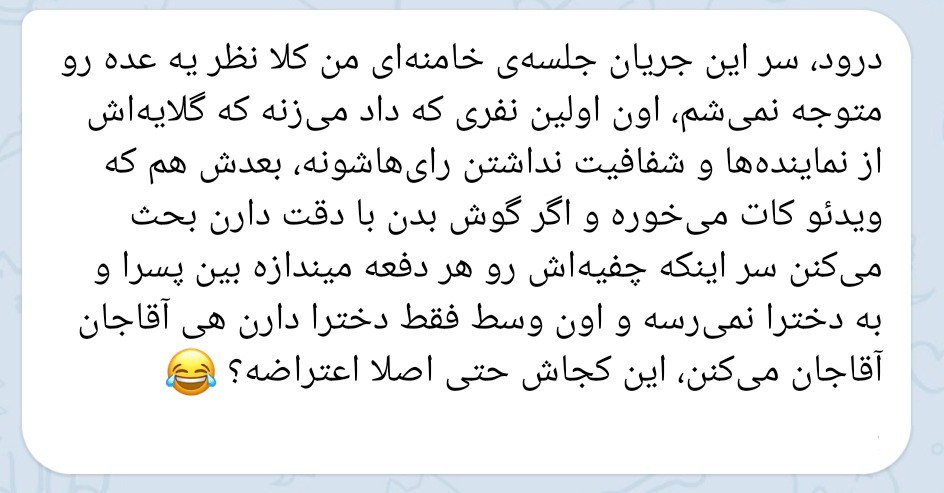 درود، سر این جریان جلسه‌ی خامنه‌ای من کلا نظر یه عده رو
متوجه نمی‌شم، اون اولین نفری که داد می‌زنه که گلایه‌اش
از نماینده‌ها و شفافیت نداشتن رای‌هاشونه، بعدش هم که
ویدئو کات می‌خوره و اگر گوش بدن با دقت دارن بحث
می‌کنن سر اینکه چفیه‌اش رو هر دفعه میندازه بین پسرا و
به دخترا نمی‌رسه و اون وسط فقط دخترا دارن هی آقاجان
آقاجان می‌کنن، این کجاش حتی اصلا اعتراضه؟ 😂